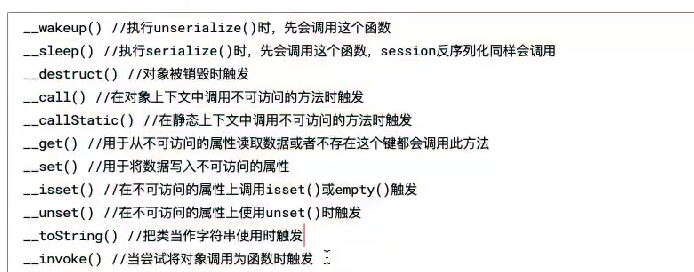 __wakeup() //执行unserialize()时，先会调用这个函数
__sleep() //执行serialize()时，先会调用这个函数，session反序列化同样会调用
__destruct() //对象被销毁时触发
__call() //在对象上下文中调用不可访问的方法时触发
__callStatic() //在静态上下文中调用不可访问的方法时触发
__get() //用于从不可访问的属性读取数据或者不存在这个键都会调用此方法
__set() //用于将数据写入不可访问的属性
__isset() //在不可访问的属性上调用isset()或empty()触发
__unset() //在不可访问的属性上使用unset()时触发
__toString() //把类当作字符串使用时触发
__invoke() //当尝试将对象调用为函数时触发